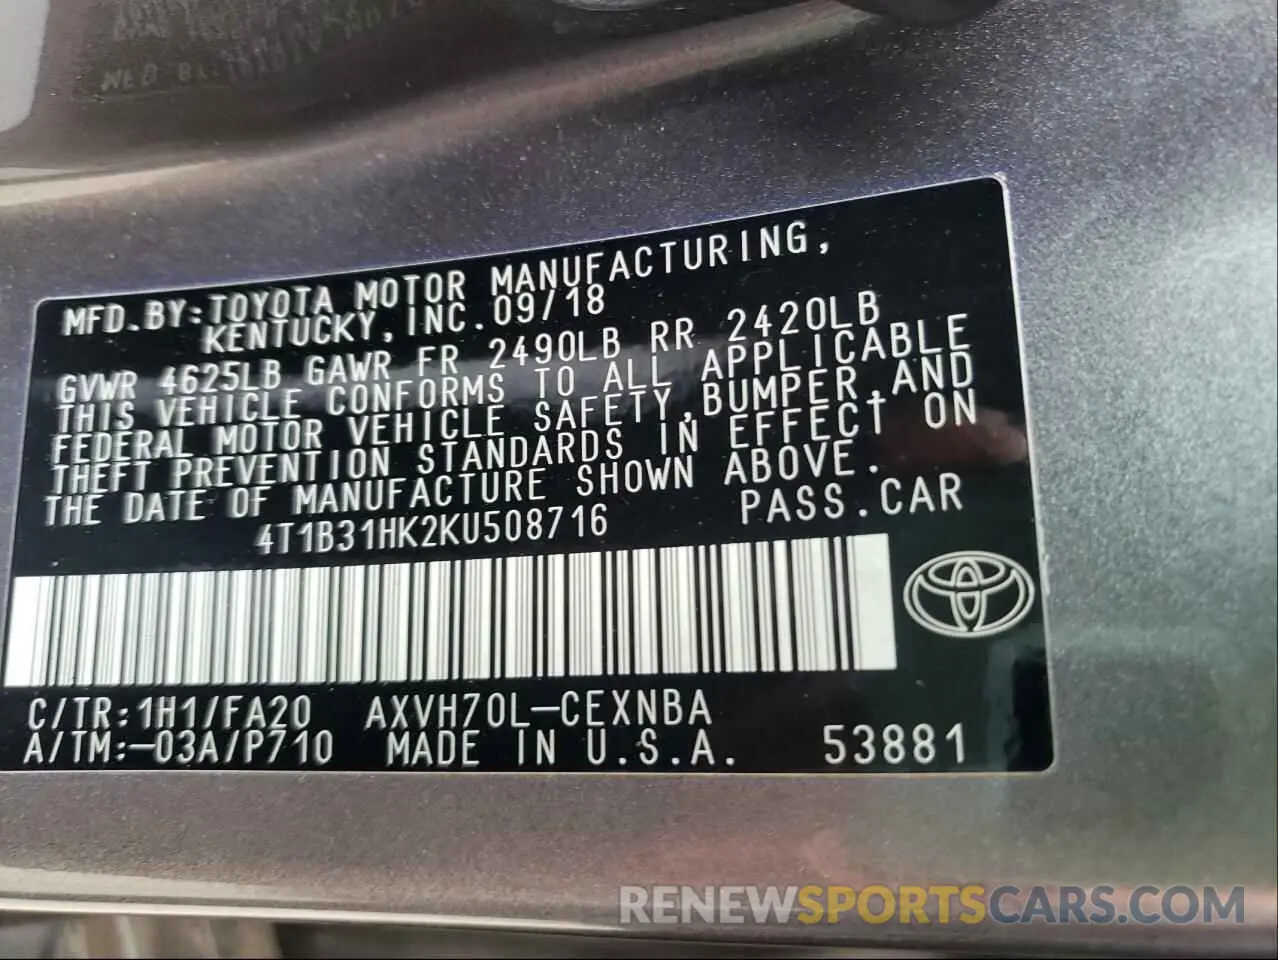 MFD.BY:TOYOTA MOTOR MANUFACTURING,
KENTUCKY, INC. 09/18
GVWR 4625LB GAWR FR 2490LB RR 2420LB
THIS VEHICLE CONFORMS TO ALL APPLICABLE
FEDERAL MOTOR VEHICLE SAFETY,BUMPER,AND
THEFT PREVENTION STANDARDS IN EFFECT ON
THE DATE OF MANUFACTURE SHOWN ABOVE.
4T1B31HK2KU508716 PASS.CAR
C/TR:1H1/FA20 AXVH70L-CEXNBA
A/TM:-03A/P710 MADE IN U.S.A. 53881
RENEWSPORTSCARS.COM